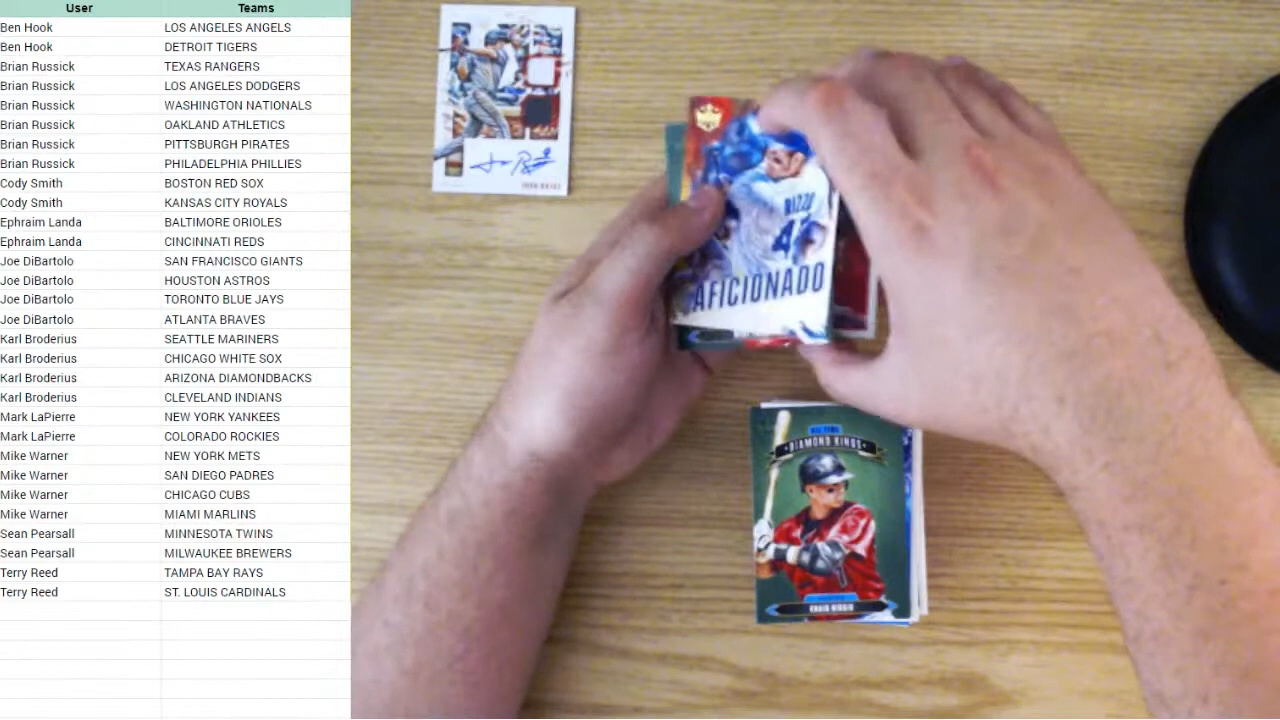 User Teams
Ben Hook LOS ANGELES ANGELS
Ben Hook DETROIT TIGERS
Brian Russick TEXAS RANGERS
Brian Russick LOS ANGELES DODGERS
Brian Russick WASHINGTON NATIONALS
Brian Russick OAKLAND ATHLETICS
Brian Russick PITTSBURGH PIRATES
Brian Russick PHILADELPHIA PHILLIES
Cody Smith BOSTON RED SOX
Cody Smith KANSAS CITY ROYALS
Ephraim Landa BALTIMORE ORIOLES
Ephraim Landa CINCINNATI REDS
Joe DiBartolo SAN FRANCISCO GIANTS
Joe DiBartolo HOUSTON ASTROS
Joe DiBartolo TORONTO BLUE JAYS
Joe DiBartolo ATLANTA BRAVES
Karl Broderius SEATTLE MARINERS
Karl Broderius CHICAGO WHITE SOX
Karl Broderius ARIZONA DIAMONDBACKS
Karl Broderius CLEVELAND INDIANS
Mark LaPierre NEW YORK YANKEES
Mark LaPierre COLORADO ROCKIES
Mike Warner NEW YORK METS
Mike Warner SAN DIEGO PADRES
Mike Warner CHICAGO CUBS
Mike Warner MIAMI MARLINS
Sean Pearsall MINNESOTA TWINS
Sean Pearsall MILWAUKEE BREWERS
Terry Reed TAMPA BAY RAYS
Terry Reed ST. LOUIS CARDINALS
RIZZO
AFICIONADO
DIAMOND KINGS
CRAIG BIGGIO